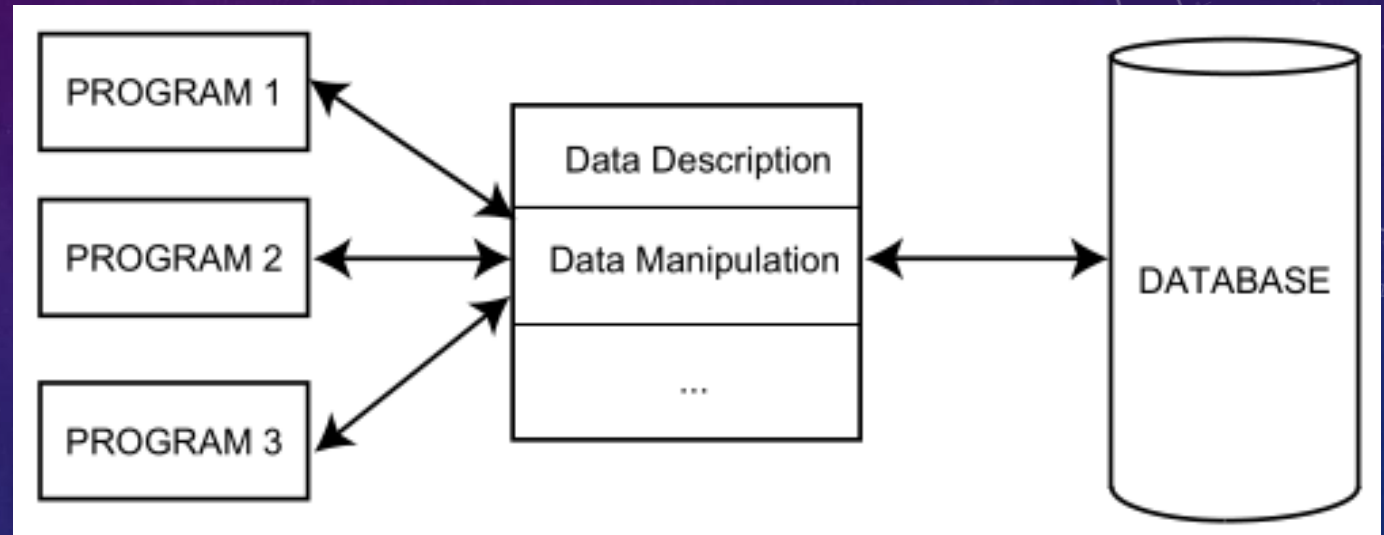 PROGRAM 1
PROGRAM 2
PROGRAM 3
Data Description
Data Manipulation
...
DATABASE